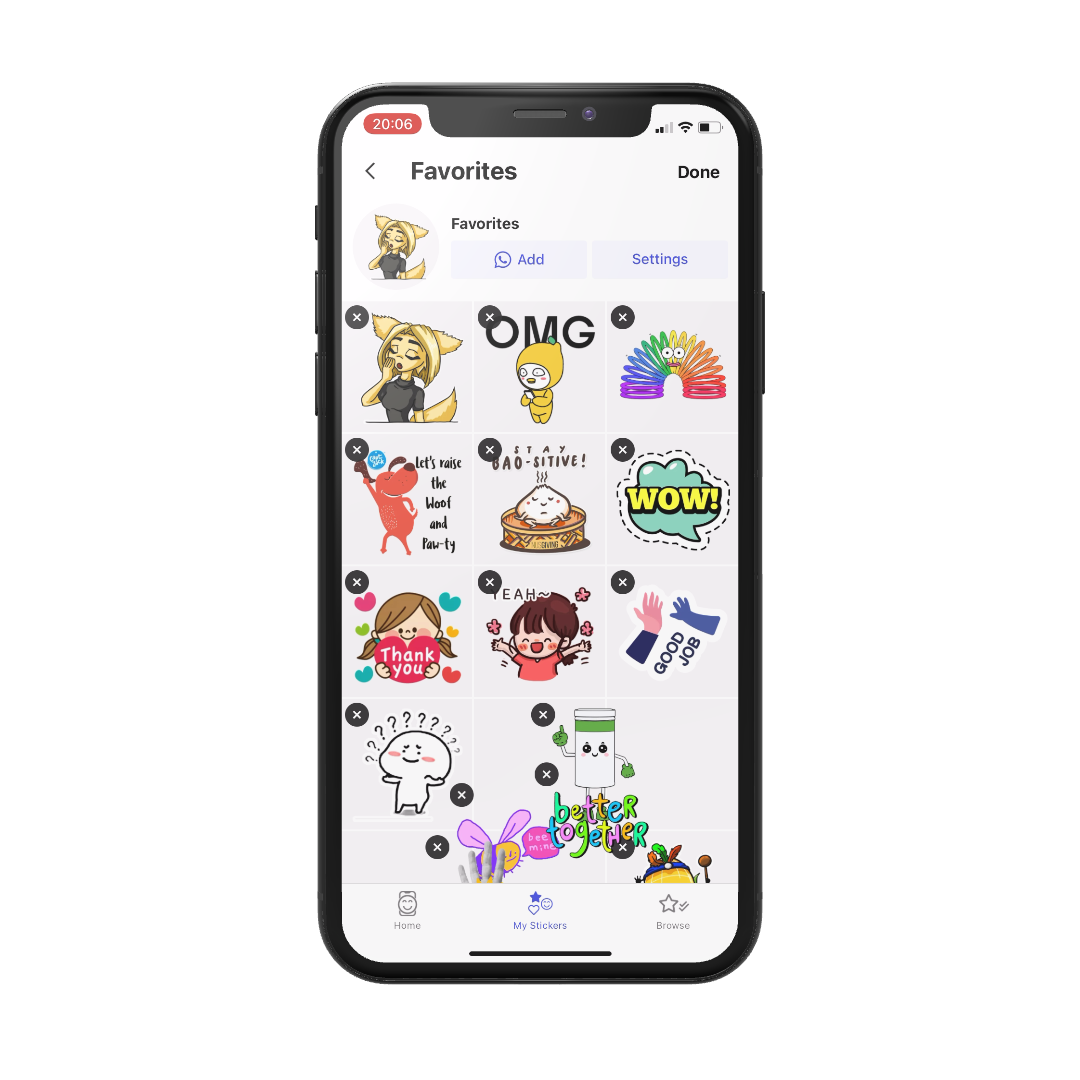 20:06
Favorites
Done
Favorites
Add
Settings
OMG
Let's raise
the
Woof
and
Paw-ty
STAY
BAO-SITIVE!
GIVING
WOW!
Thank
you
YEAH~
GOOD
JOB
? ? ? ? ? ? ? ? ? ?
better
together
bee
mine
Home
My Stickers
Browse